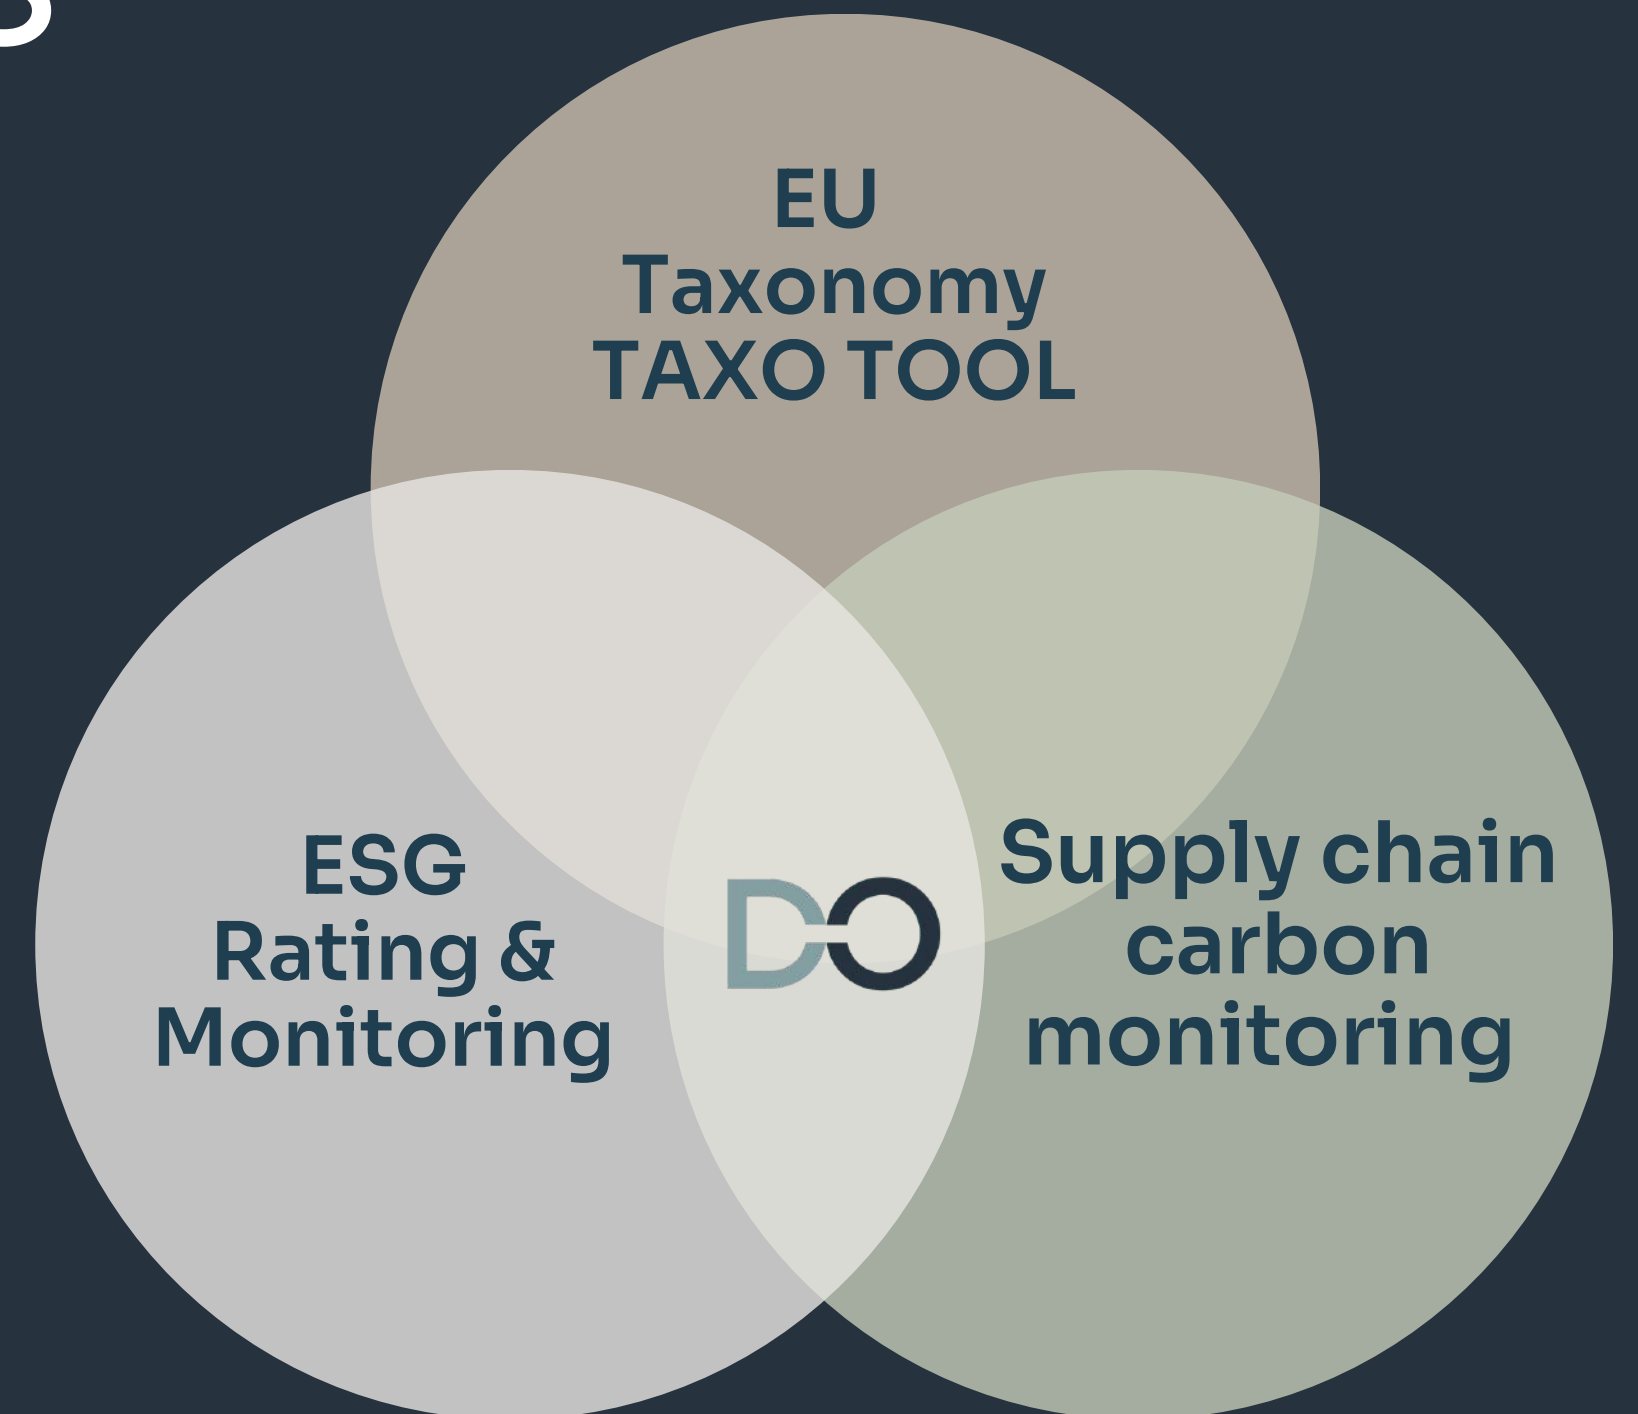 EU
Taxonomy
TAXO TOOL
ESG
Rating &
Monitoring
DO
Supply chain
carbon
monitoring